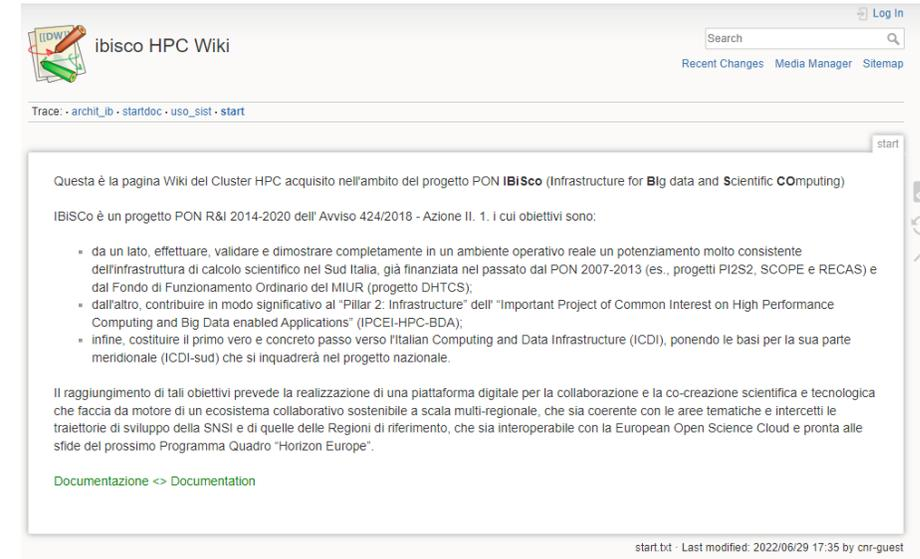 Log In
[[DW
ibisco HPC Wiki
Search
Recent Changes Media Manager Sitemap
Trace: • archit_ib • startdoc • uso_sist • start
start
Questa è la pagina Wiki del Cluster HPC acquisito nell'ambito del progetto PON IBiSco (Infrastructure for BIg data and Scientific COmputing)
IBiSCo è un progetto PON R&I 2014-2020 dell' Avviso 424/2018 - Azione II. 1. i cui obiettivi sono:
da un lato, effettuare, validare e dimostrare completamente in un ambiente operativo reale un potenziamento molto consistente
dell'infrastruttura di calcolo scientifico nel Sud Italia, già finanziata nel passato dal PON 2007-2013 (es., progetti PI2S2, SCOPE e RECAS) e
dal Fondo di Funzionamento Ordinario del MIUR (progetto DHTCS);
dall'altro, contribuire in modo significativo al “Pillar 2: Infrastructure” dell' “Important Project of Common Interest on High Performance
Computing and Big Data enabled Applications” (IPCEI-HPC-BDA);
infine, costituire il primo vero e concreto passo verso l'Italian Computing and Data Infrastructure (ICDI), ponendo le basi per la sua parte
meridionale (ICDI-sud) che si inquadrerà nel progetto nazionale.
Il raggiungimento di tali obiettivi prevede la realizzazione di una piattaforma digitale per la collaborazione e la co-creazione scientifica e tecnologica
che faccia da motore di un ecosistema collaborativo sostenibile a scala multi-regionale, che sia coerente con le aree tematiche e intercetti le
traiettorie di sviluppo della SNSI e di quelle delle Regioni di riferimento, che sia interoperabile con la European Open Science Cloud e pronta alle
sfide del prossimo Programma Quadro “Horizon Europe”.
Documentazione <> Documentation
start.txt · Last modified: 2022/06/29 17:35 by cnr-guest